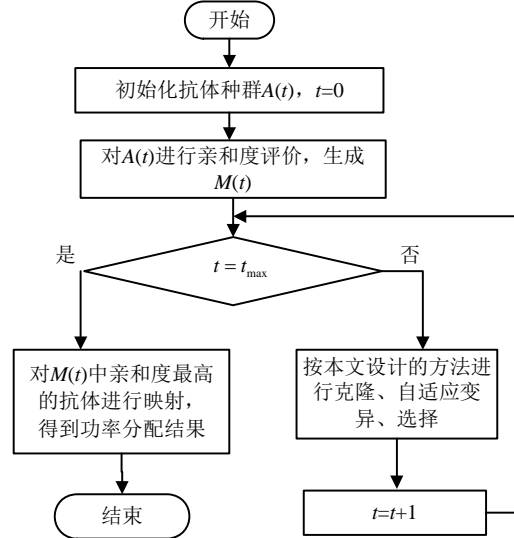 开始
初始化抗体种群A(t)，t=0
对A(t)进行亲和度评价，生成
M(t)
t = tmax
是
否
对M(t)中亲和度最高
的抗体进行映射，
得到功率分配结果
按本文设计的方法进
行克隆、自适应变
异、选择
结束
t=t+1